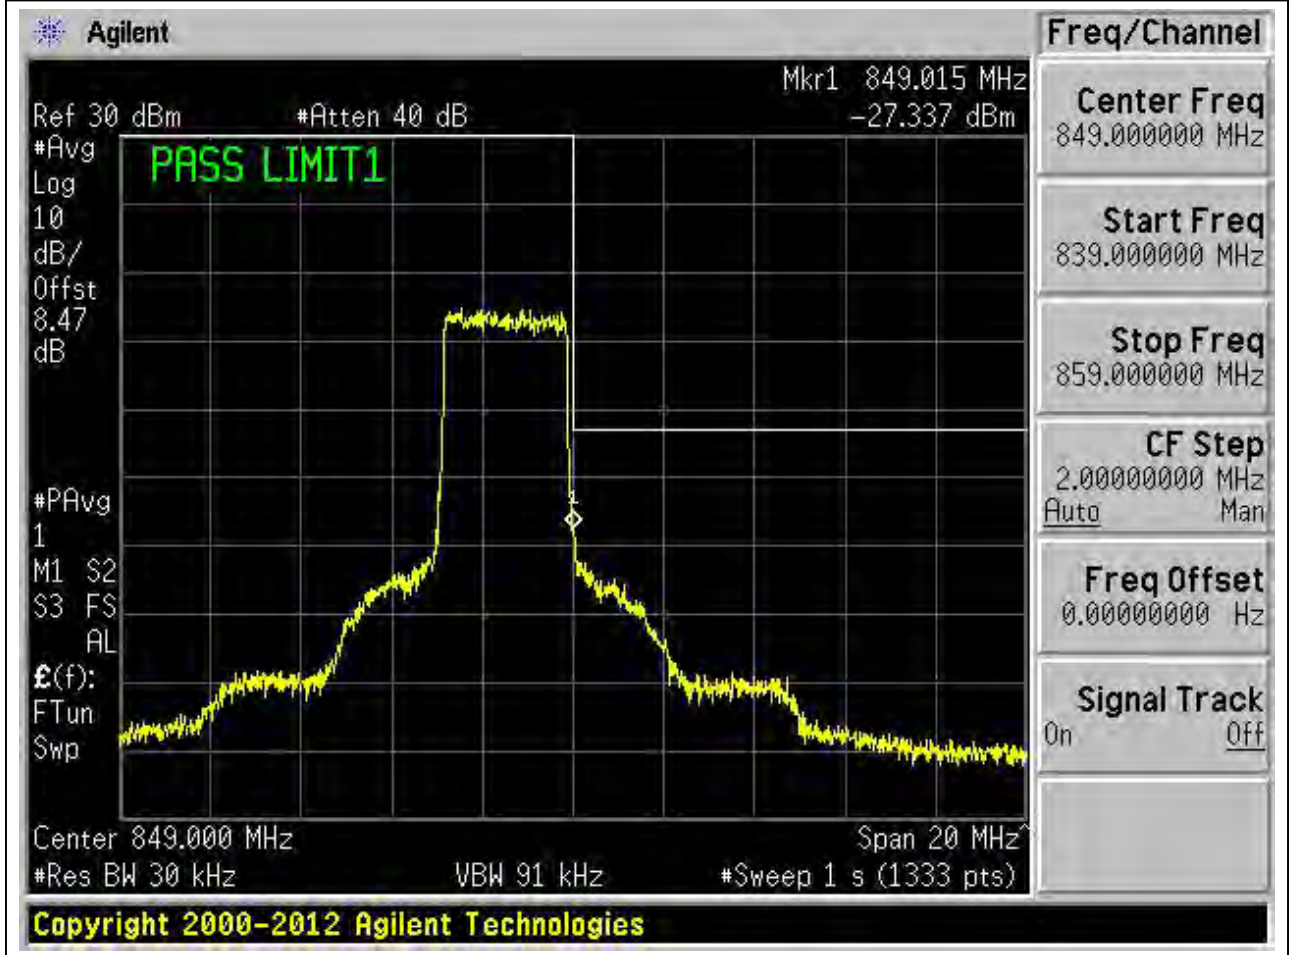 Agilent
Freq/Channel
Mkr1 849.015 MHz
Ref 30 dBm #Atten 40 dB -27.337 dBm
#Avg
Log
10
dB/
Offst
8.47
dB
PASS LIMIT1
1
#PAvg
1
M1 S2
S3 FS
AL
£(f):
FTun
Swp
Center 849.000 MHz Span 20 MHz^
#Res BW 30 kHz VBW 91 kHz #Sweep 1 s (1333 pts)
Copyright 2000-2012 Agilent Technologies
Center Freq
849.000000 MHz
Start Freq
839.000000 MHz
Stop Freq
859.000000 MHz
CF Step
2.00000000 MHz
Auto Man
Freq Offset
0.00000000 Hz
Signal Track
On Off